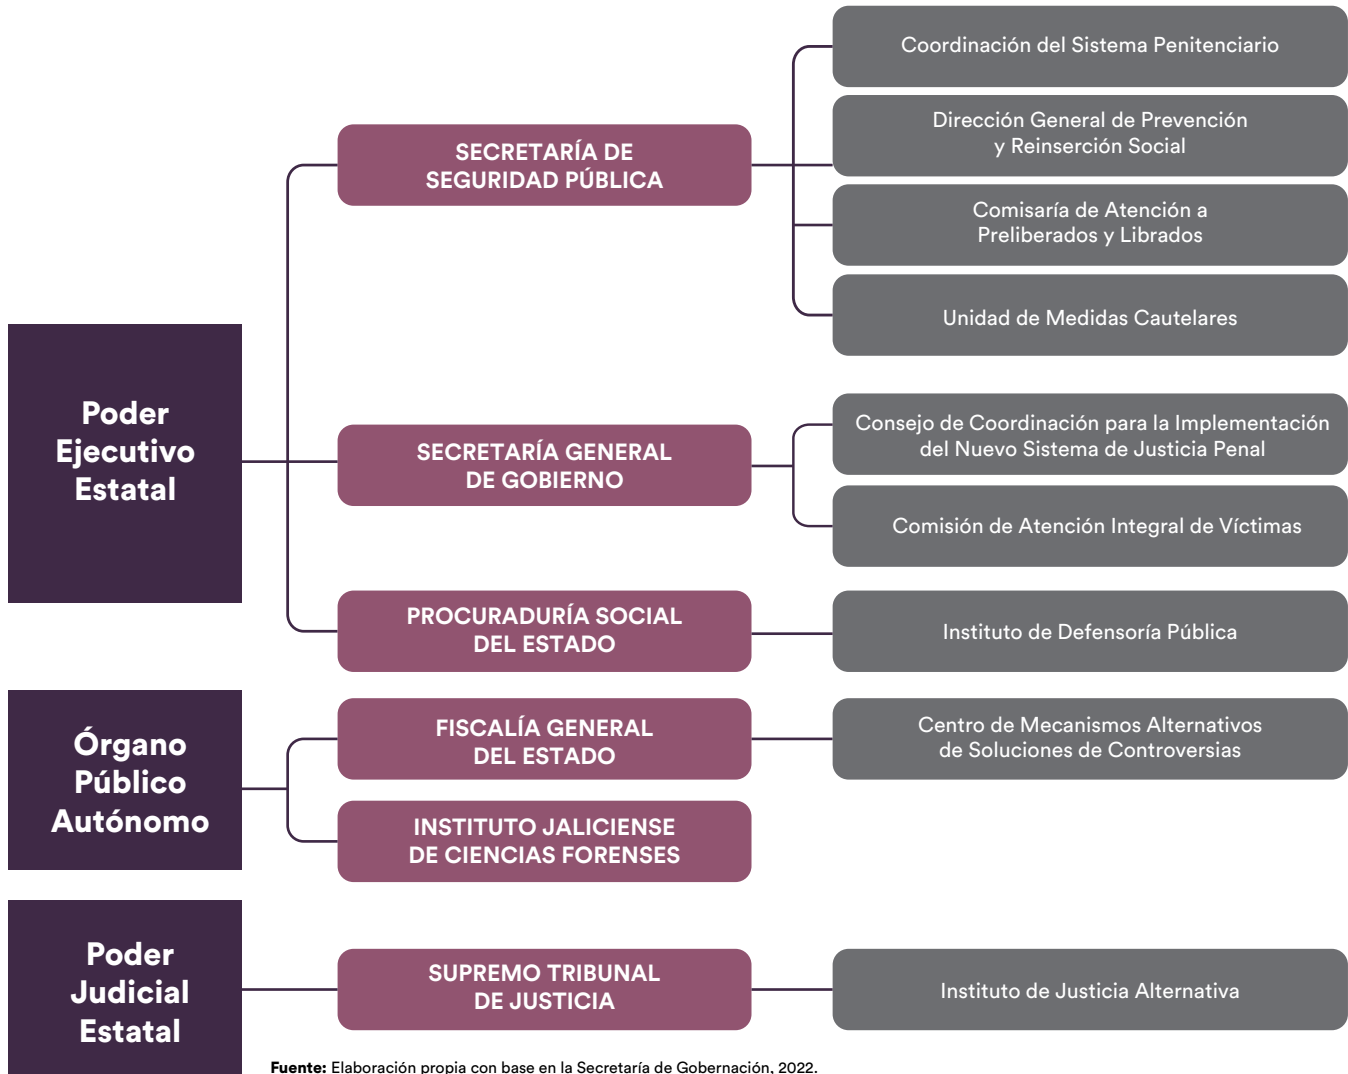 Poder
Ejecutivo
Estatal
SECRETARÍA DE
SEGURIDAD PÚBLICA
Coordinación del Sistema Penitenciario
Dirección General de Prevención
y Reinserción Social
Comisaría de Atención a
Preliberados y Librados
Unidad de Medidas Cautelares
SECRETARÍA GENERAL
DE GOBIERNO
Consejo de Coordinación para la Implementación
del Nuevo Sistema de Justicia Penal
Comisión de Atención Integral de Víctimas
PROCURADURÍA SOCIAL
DEL ESTADO
Instituto de Defensoría Pública
Órgano
Público
Autónomo
FISCALÍA GENERAL
DEL ESTADO
Centro de Mecanismos Alternativos
de Soluciones de Controversias
INSTITUTO JALICIENSE
DE CIENCIAS FORENSES
Poder
Judicial
Estatal
SUPREMO TRIBUNAL
DE JUSTICIA
Instituto de Justicia Alternativa
Fuente: Elaboración propia con base en la Secretaría de Gobernación, 2022.